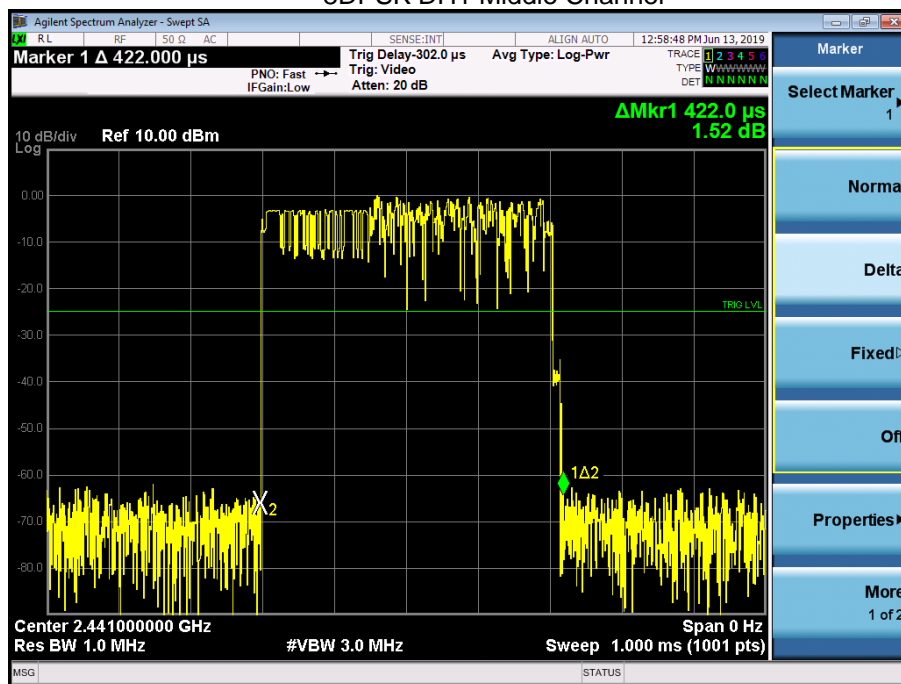 Agilent Spectrum Analyzer - Swept SA
LXI RL RF 50 Ω AC SENSE:INT ALIGN AUTO 12:58:48 PM Jun 13, 2019
Marker 1 Δ 422.000 µs
PNO: Fast
IFGain:Low
Trig Delay-302.0 µs
Trig: Video
Atten: 20 dB
Avg Type: Log-Pwr
TRACE 1 2 3 4 5 6
TYPE WWWWWWW
DET N N N N N N
ΔMkr1 422.0 µs
1.52 dB
10 dB/div Ref 10.00 dBm
Log
0.00
-10.0
-20.0
TRIG LVL
-30.0
-40.0
-50.0
-60.0
1Δ2
X2
-70.0
-80.0
Center 2.441000000 GHz Span 0 Hz
Res BW 1.0 MHz #VBW 3.0 MHz Sweep 1.000 ms (1001 pts)
MSG STATUS
Marker
Select Marker
1
Norma
Delta
Fixed
Off
Properties
More
1 of 2